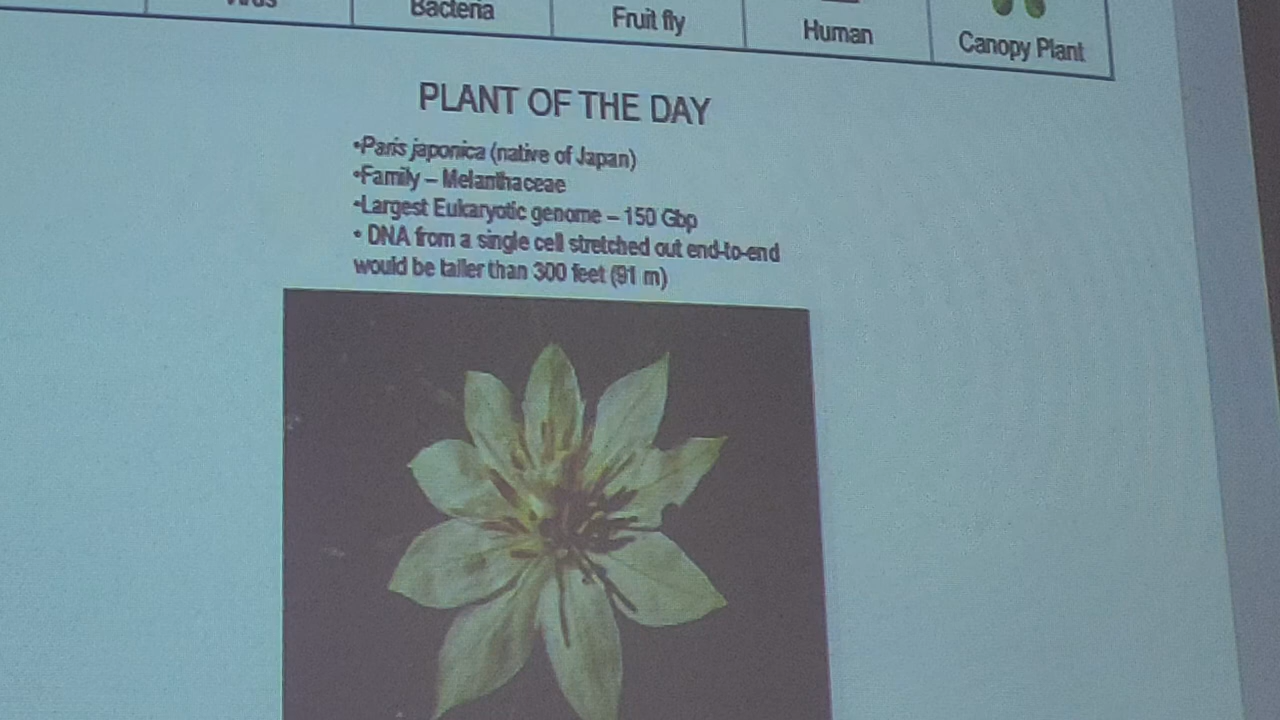 Virus
Bacteria
Fruit fly
Human
Canopy Plant
PLANT OF THE DAY
•Paris japonica (native of Japan)
•Family – Melanthaceae
•Largest Eukaryotic genome – 150 Gbp
• DNA from a single cell stretched out end-to-end
would be taller than 300 feet (91 m)